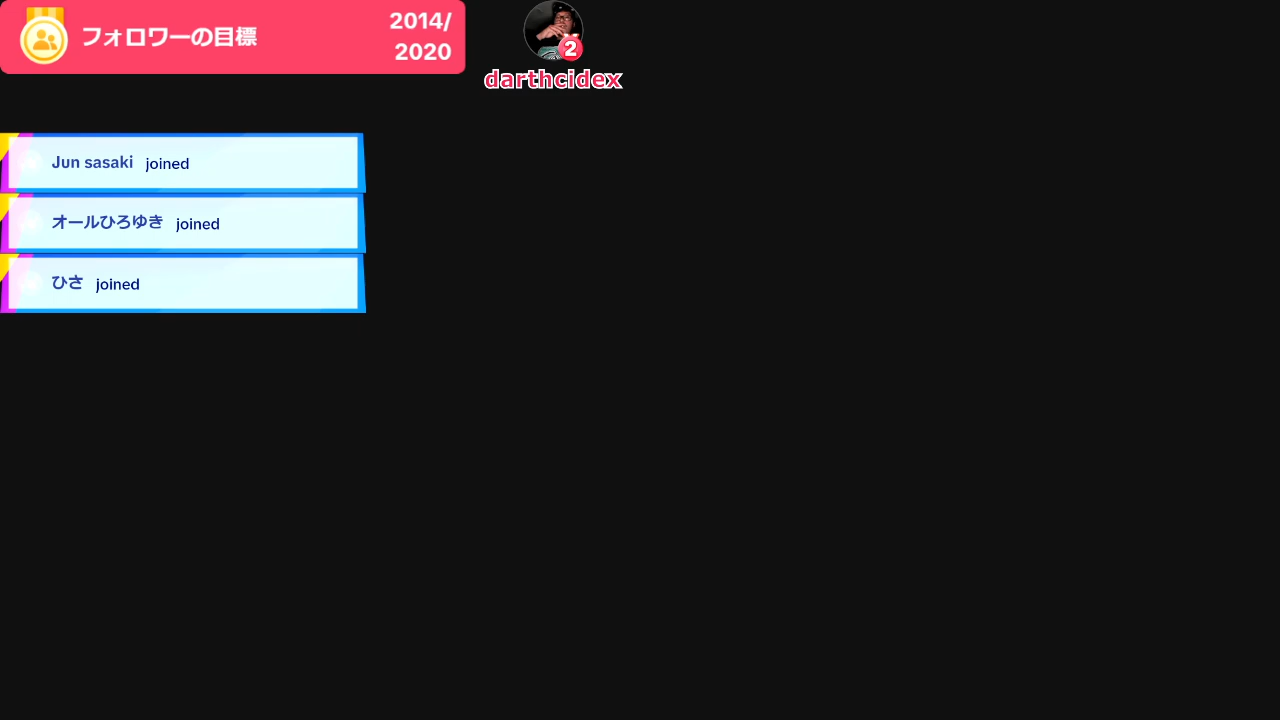 フォロワーの目標
2014/
2020
2
darthcidex
Jun sasaki joined
オールひろゆき joined
ひさ joined